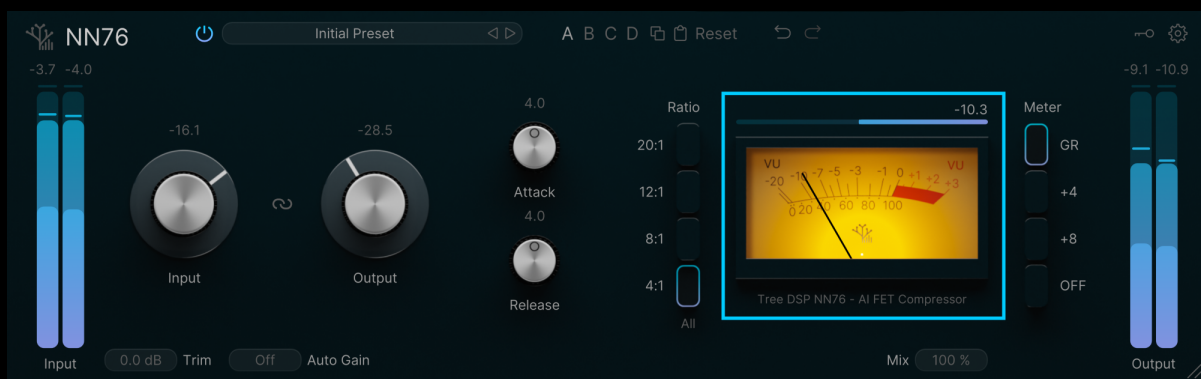 NN76
Initial Preset
A B C D Reset
-3.7 -4.0
-9.1 -10.9
-16.1
-28.5
4.0
Attack
4.0
Release
Input
Output
Ratio
20:1
12:1
8:1
4:1
All
-10.3
VU VU
-20 -10 -7 -5 -3 -1 0 +1 +2 +3
0 20 40 60 80 100
Tree DSP NN76 - AI FET Compressor
Meter
GR
+4
+8
OFF
Input
0.0 dB Trim
Off Auto Gain
Mix 100 %
Output